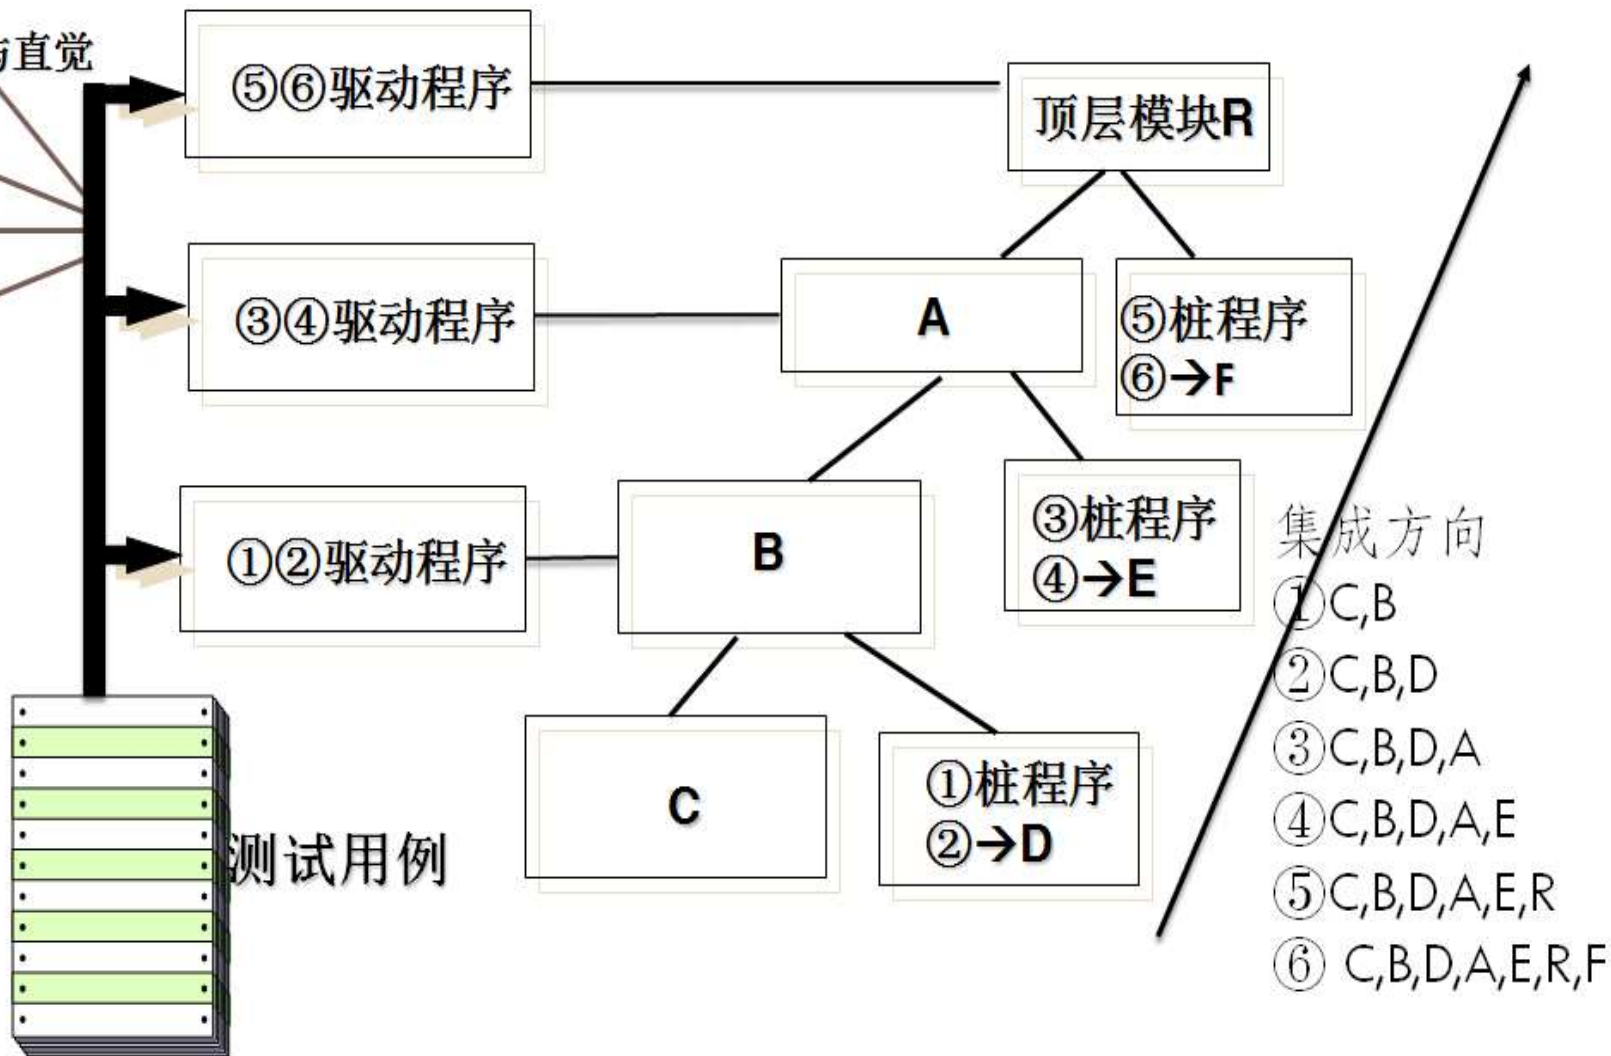 直觉
⑤⑥驱动程序
顶层模块R
③④驱动程序
A
⑤桩程序
⑥→F
①②驱动程序
B
③桩程序
④→E
C
①桩程序
②→D
测试用例
集成方向
①C,B
②C,B,D
③C,B,D,A
④C,B,D,A,E
⑤C,B,D,A,E,R
⑥ C,B,D,A,E,R,F